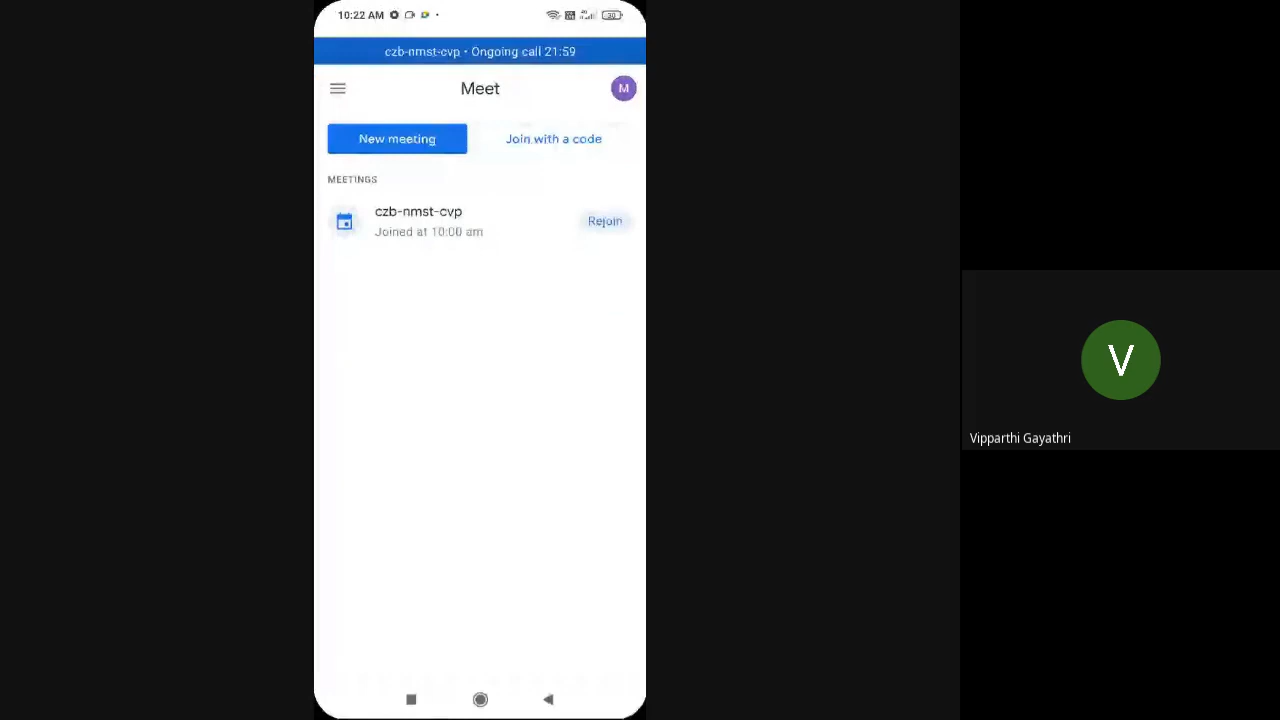 10:22 AM
30
czb-nmst-cvp • Ongoing call 21:59
Meet
M
New meeting
Join with a code
MEETINGS
czb-nmst-cvp
Joined at 10:00 am
Rejoin
V
Vipparthi Gayathri